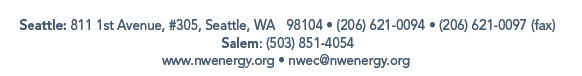 Seattle: 811 1st Avenue, #305, Seattle, WA  98104 • (206) 621-0094 • (206) 621-0097 (fax)
Salem: (503) 851-4054
www.nwenergy.org • nwec@nwenergy.org